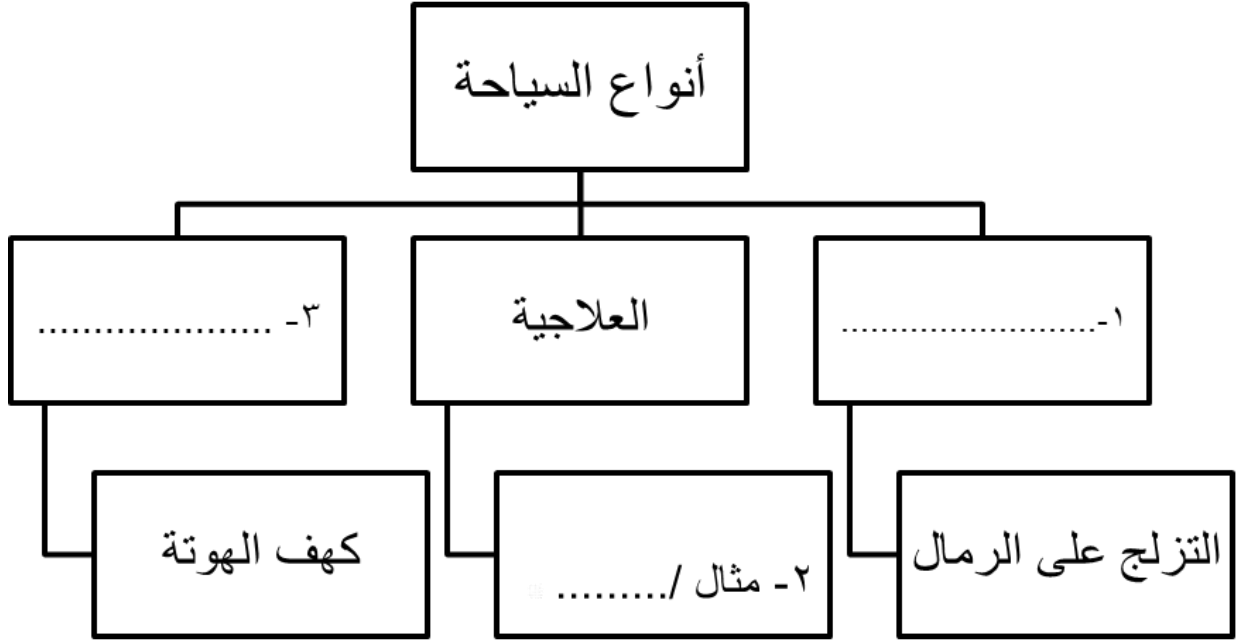 أنواع السياحة
١-.........................
العلاجية
٣- .....................
التزلج على الرمال
٢- مثال /..........
كهف الهوتة